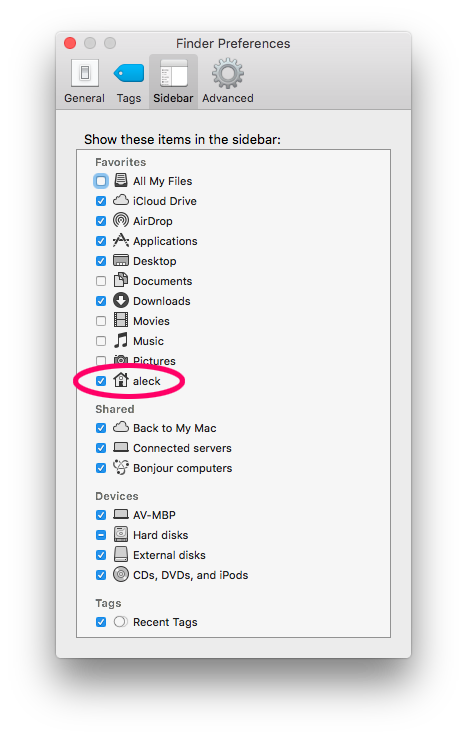 Finder Preferences
General Tags Sidebar Advanced
Show these items in the sidebar:
Favorites
All My Files
iCloud Drive
AirDrop
Applications
Desktop
Documents
Downloads
Movies
Music
Pictures
aleck
Shared
Back to My Mac
Connected servers
Bonjour computers
Devices
AV-MBP
Hard disks
External disks
CDs, DVDs, and iPods
Tags
Recent Tags